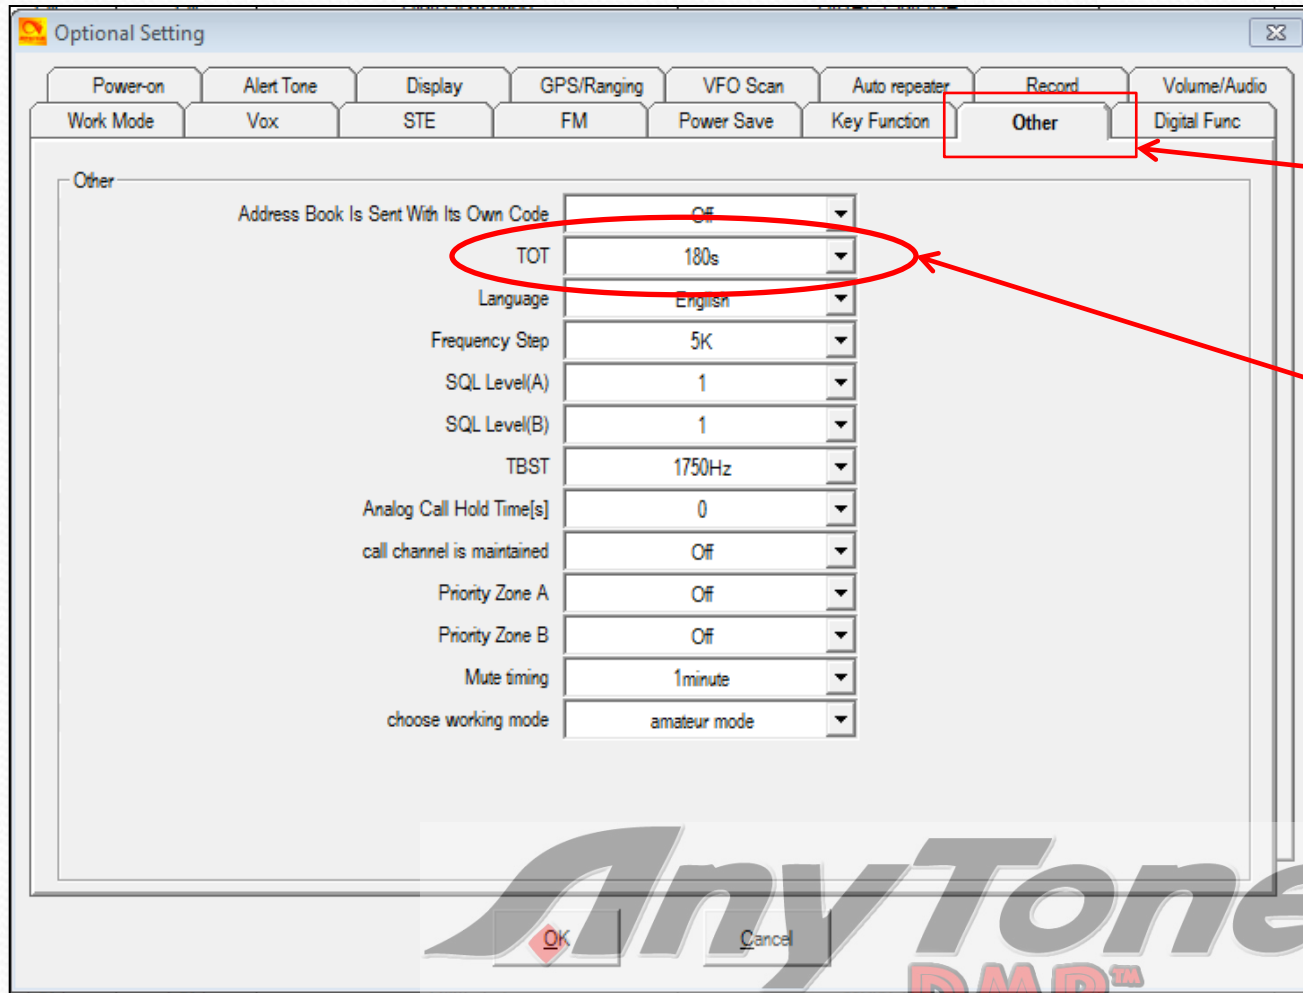 Optional Setting
Power-on Alert Tone Display GPS/Ranging VFO Scan Auto repeater Record Volume/Audio
Work Mode Vox STE FM Power Save Key Function Other Digital Func
Other
Address Book Is Sent With Its Own Code Off
TOT 180s
Language English
Frequency Step 5K
SQL Level(A) 1
SQL Level(B) 1
TBST 1750Hz
Analog Call Hold Time[s] 0
call channel is maintained Off
Priority Zone A Off
Priority Zone B Off
Mute timing 1minute
choose working mode amateur mode
AnyTone
OK Cancel
DMR™